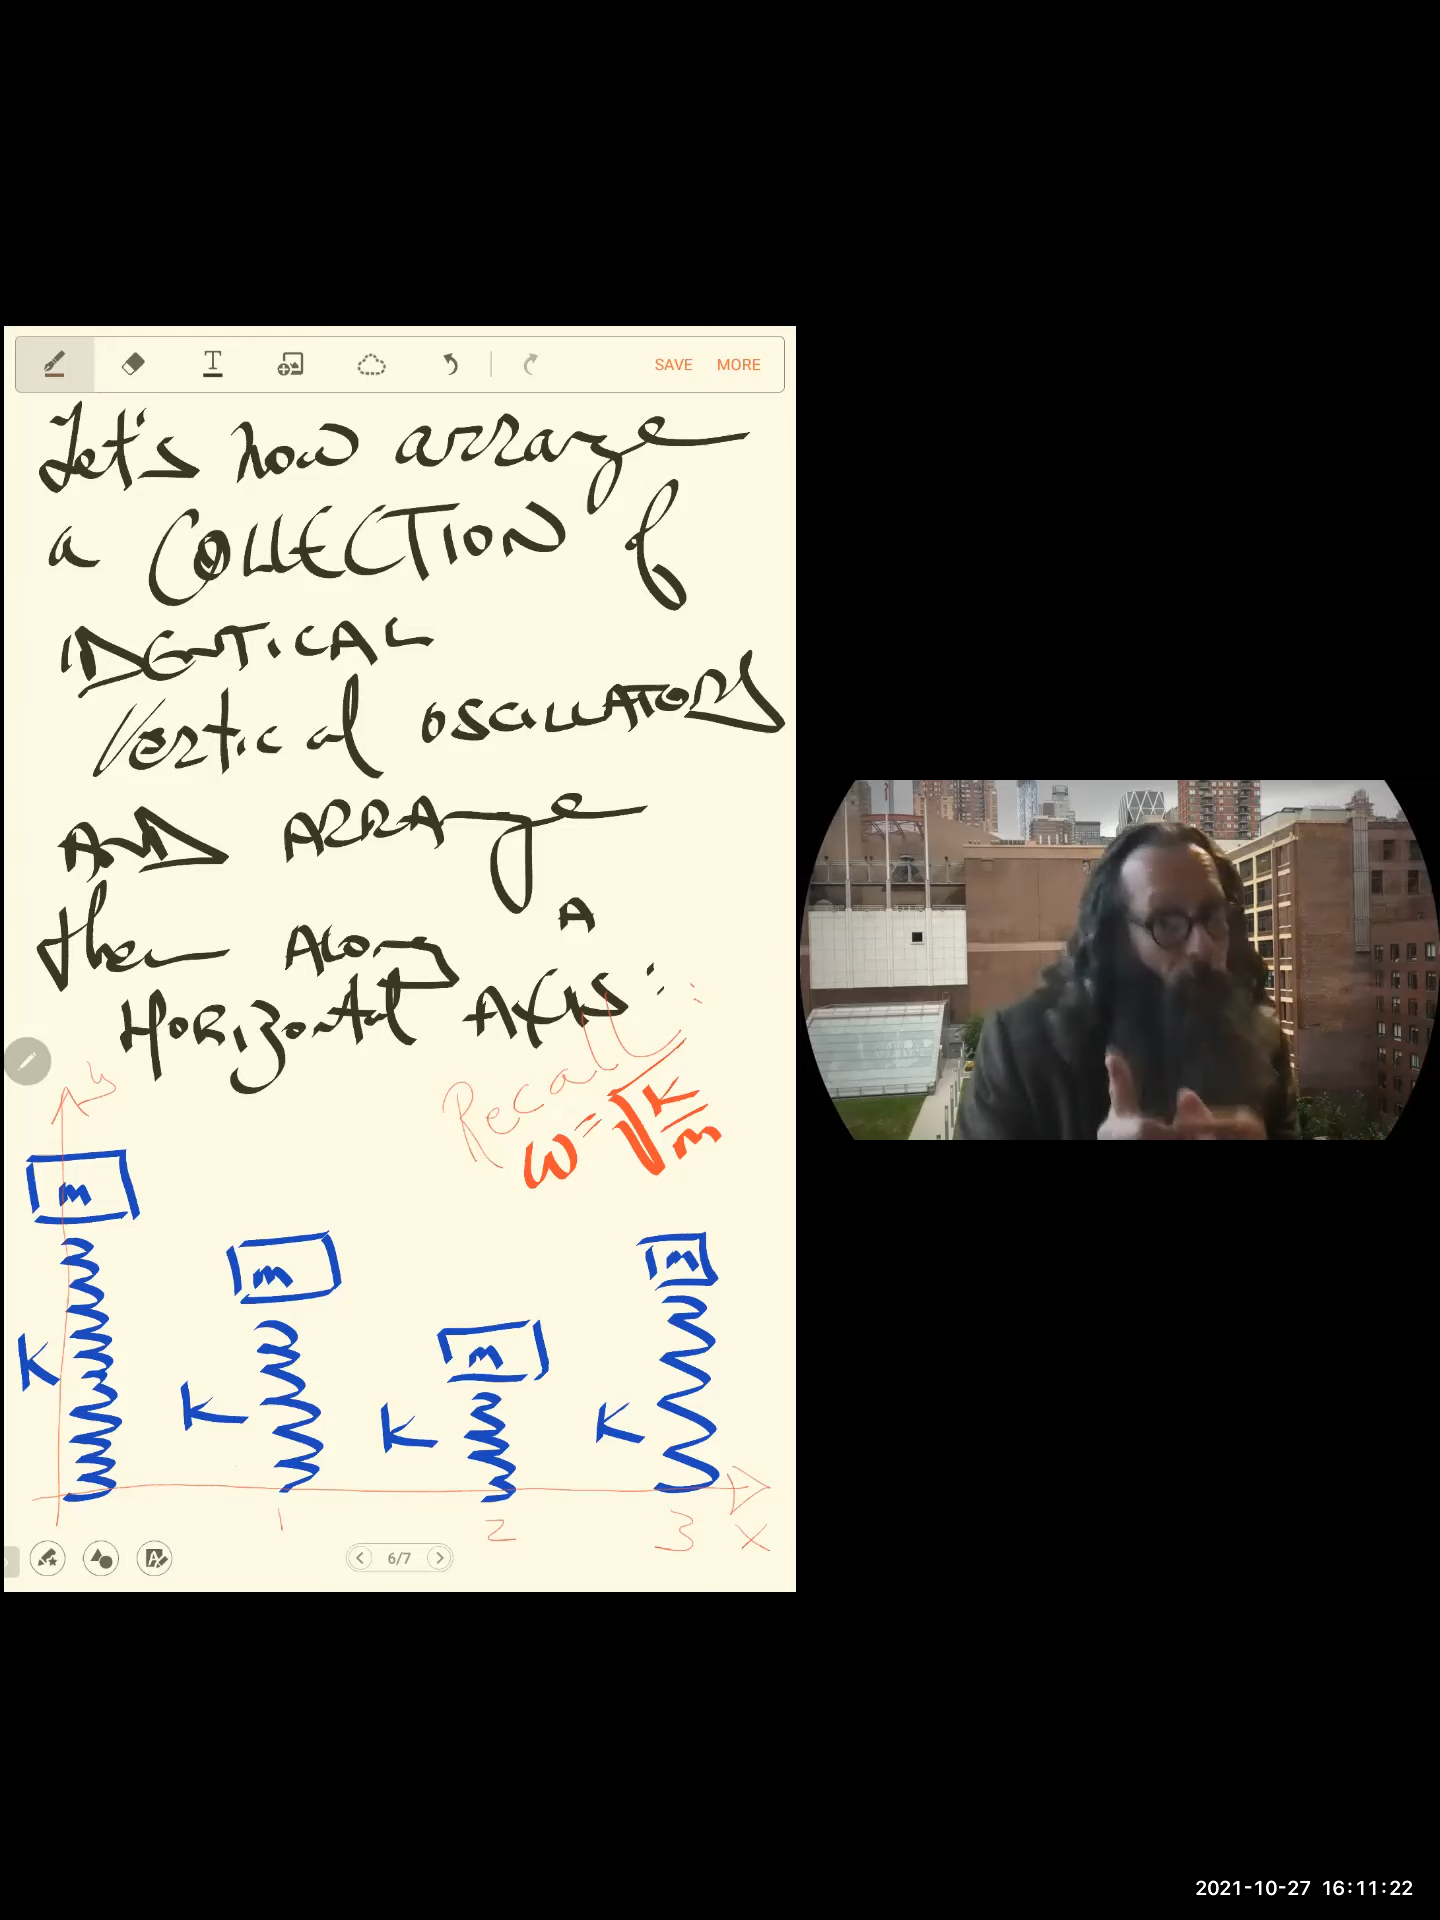 SAVE MORE
Let's now arrange
a COLLECTION of
IDENTICAL
Vertical OSCILLATORY
AND ARRAnge
A
them Along
HORIZontal AXIS:
Recall:
ω = √K/m
y
m
m
m
m
K
K
K
K
1
2
3
x
6/7
2021-10-27 16:11:22